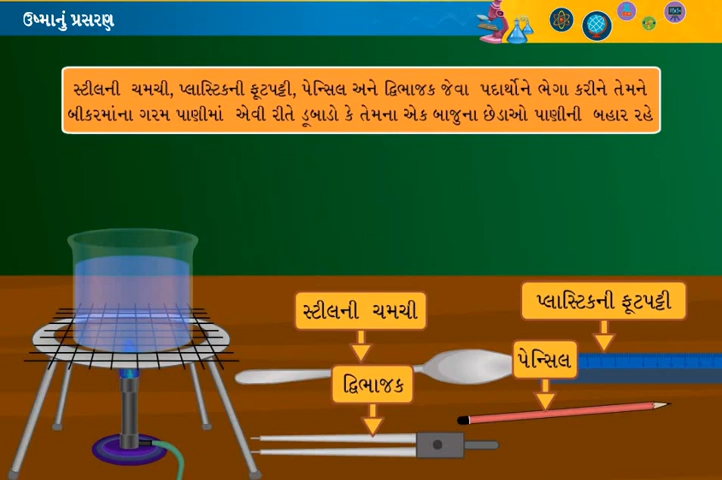 ઉષ્માનું પ્રસરણ
સ્ટીલની ચમચી, પ્લાસ્ટિકની ફૂટપટ્ટી, પેન્સિલ અને દ્વિભાજક જેવા પદાર્થોને ભેગા કરીને તેમને
બીકરમાંના ગરમ પાણીમાં એવી રીતે ડૂબાડો કે તેમના એક બાજુના છેડાઓ પાણીની બહાર રહે
પ્લાસ્ટિકની ફૂટપટ્ટી
સ્ટીલની ચમચી
પેન્સિલ
દ્વિભાજક